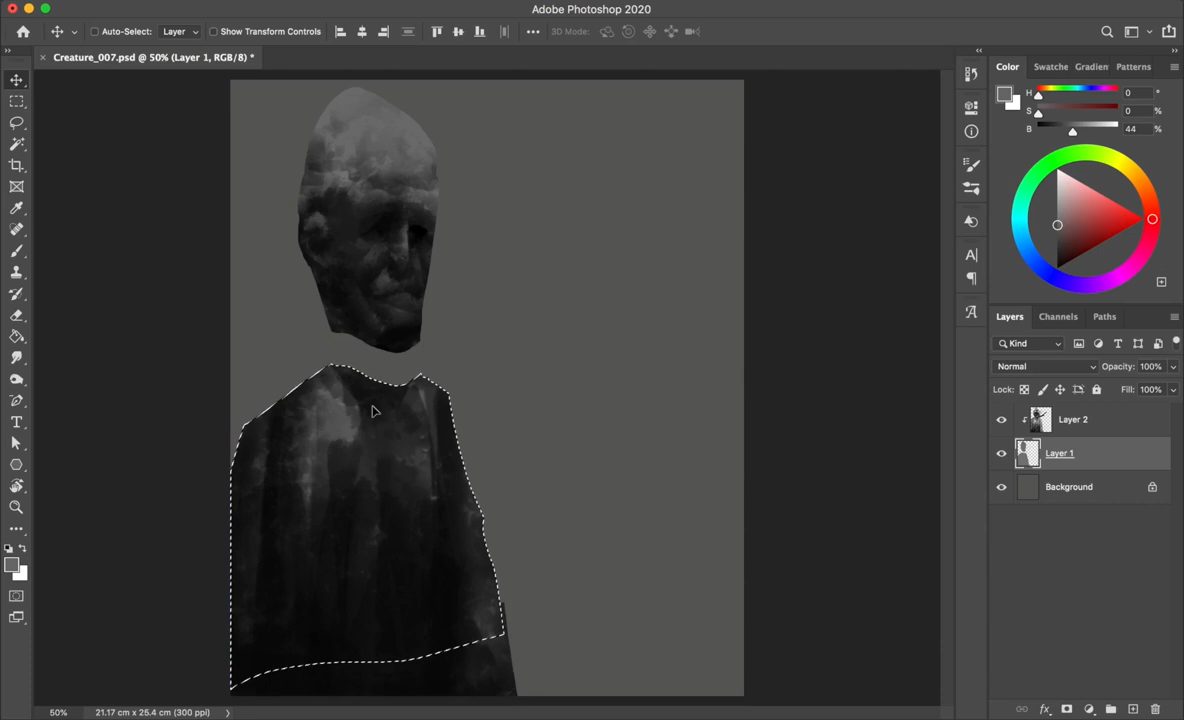 Adobe Photoshop 2020
Auto-Select:
Layer
Show Transform Controls
3D Mode:
Creature_007.psd @ 50% (Layer 1, RGB/8) *
Color
Swatche
Gradien
Patterns
H
0
°
S
0
%
B
44
%
Layers
Channels
Paths
Kind
Normal
Opacity:
100%
Lock:
Fill:
100%
Layer 2
Layer 1
Background
50%
21.17 cm x 25.4 cm (300 ppi)